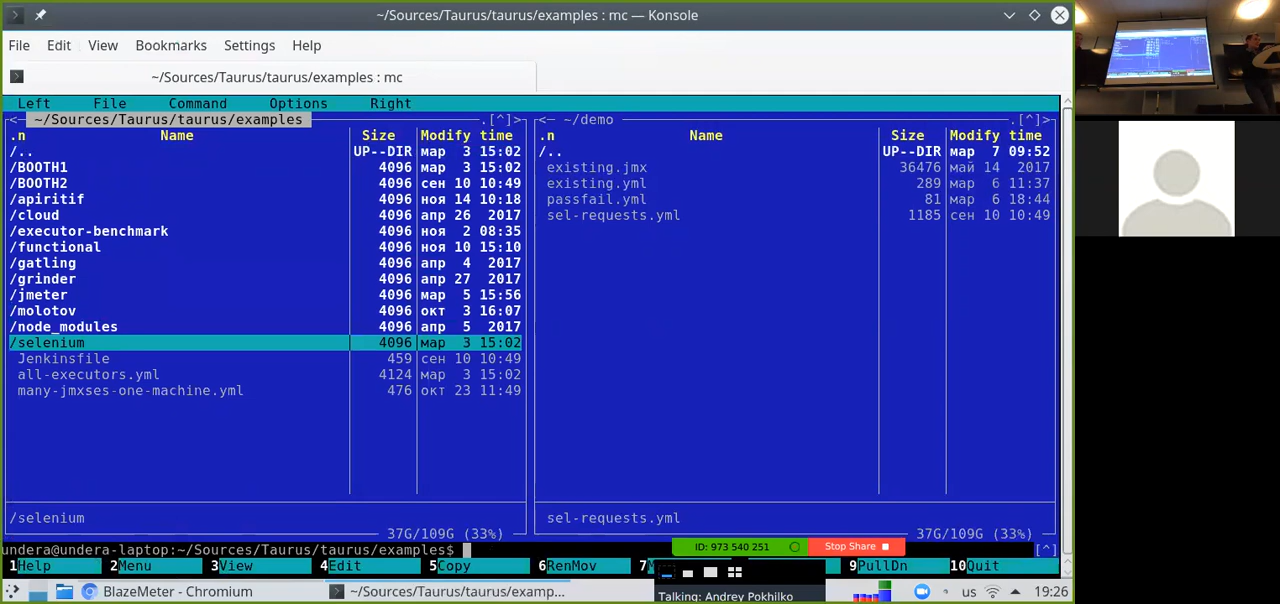 ~/Sources/Taurus/taurus/examples : mc — Konsole
File Edit View Bookmarks Settings Help
~/Sources/Taurus/taurus/examples : mc
Left File Command Options Right
<─ ~/Sources/Taurus/taurus/examples .[^]> <─ ~/demo .[^]>
.n Name Size Modify time .n Name Size Modify time
/.. UP--DIR мар 3 15:02 /.. UP--DIR мар 7 09:52
/BOOTH1 4096 мар 3 15:02 existing.jmx 36476 май 14 2017
/BOOTH2 4096 сен 10 10:49 existing.yml 289 мар 6 11:37
/apiritif 4096 ноя 14 10:18 passfail.yml 81 мар 6 18:44
/cloud 4096 апр 26 2017 sel-requests.yml 1185 сен 10 10:49
/executor-benchmark 4096 ноя 2 08:35
/functional 4096 ноя 10 15:10
/gatling 4096 апр 4 2017
/grinder 4096 апр 27 2017
/jmeter 4096 мар 5 15:56
/molotov 4096 окт 3 16:07
/node_modules 4096 апр 5 2017
/selenium 4096 мар 3 15:02
Jenkinsfile 459 сен 10 10:49
all-executors.yml 4124 мар 3 15:02
many-jmxses-one-machine.yml 476 окт 23 11:49
/selenium sel-requests.yml
37G/109G (33%) 37G/109G (33%)
undera@undera-laptop:~/Sources/Taurus/taurus/examples$ [^]
ID: 973 540 251 Stop Share
1Help 2Menu 3View 4Edit 5Copy 6RenMov 7 9PullDn 10Quit
BlazeMeter - Chromium ~/Sources/Taurus/taurus/examp... Talking: Andrey Pokhilko us 19:26